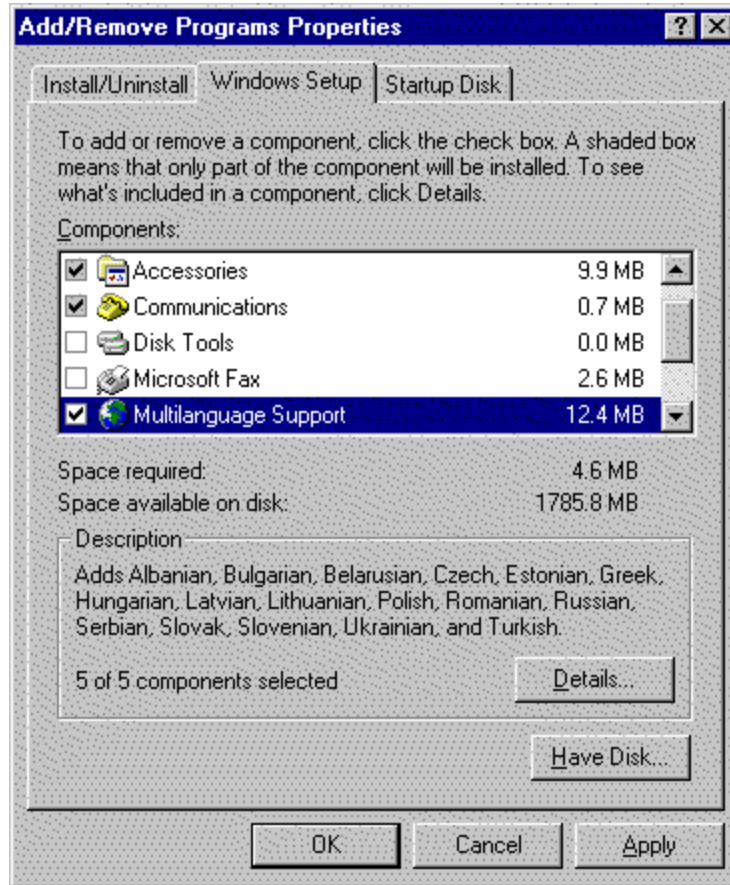 Add/Remove Programs Properties
Install/Uninstall Windows Setup Startup Disk
To add or remove a component, click the check box. A shaded box
means that only part of the component will be installed. To see
what's included in a component, click Details.
Components:
Accessories 9.9 MB
Communications 0.7 MB
Disk Tools 0.0 MB
Microsoft Fax 2.6 MB
Multilanguage Support 12.4 MB
Space required: 4.6 MB
Space available on disk: 1785.8 MB
Description
Adds Albanian, Bulgarian, Belarusian, Czech, Estonian, Greek,
Hungarian, Latvian, Lithuanian, Polish, Romanian, Russian,
Serbian, Slovak, Slovenian, Ukrainian, and Turkish.
5 of 5 components selected Details...
Have Disk...
OK Cancel Apply